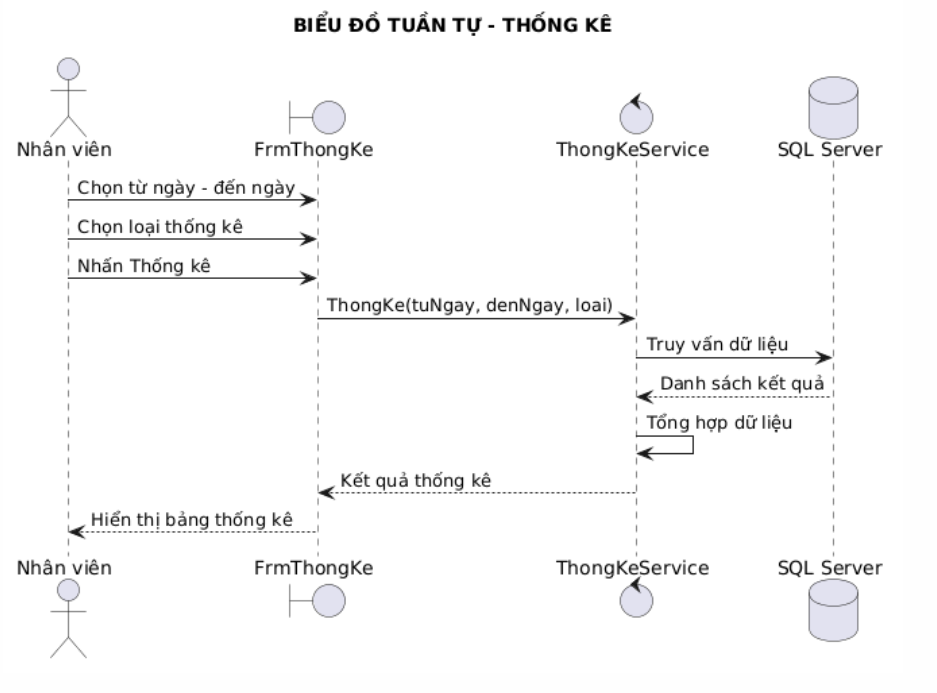 BIỂU ĐỒ TUẦN TỰ - THỐNG KÊ
Nhân viên
FrmThongKe
ThongKeService
SQL Server
Chọn từ ngày - đến ngày
Chọn loại thống kê
Nhấn Thống kê
ThongKe(tuNgay, denNgay, loai)
Truy vấn dữ liệu
Danh sách kết quả
Tổng hợp dữ liệu
Kết quả thống kê
Hiển thị bảng thống kê
Nhân viên
FrmThongKe
ThongKeService
SQL Server